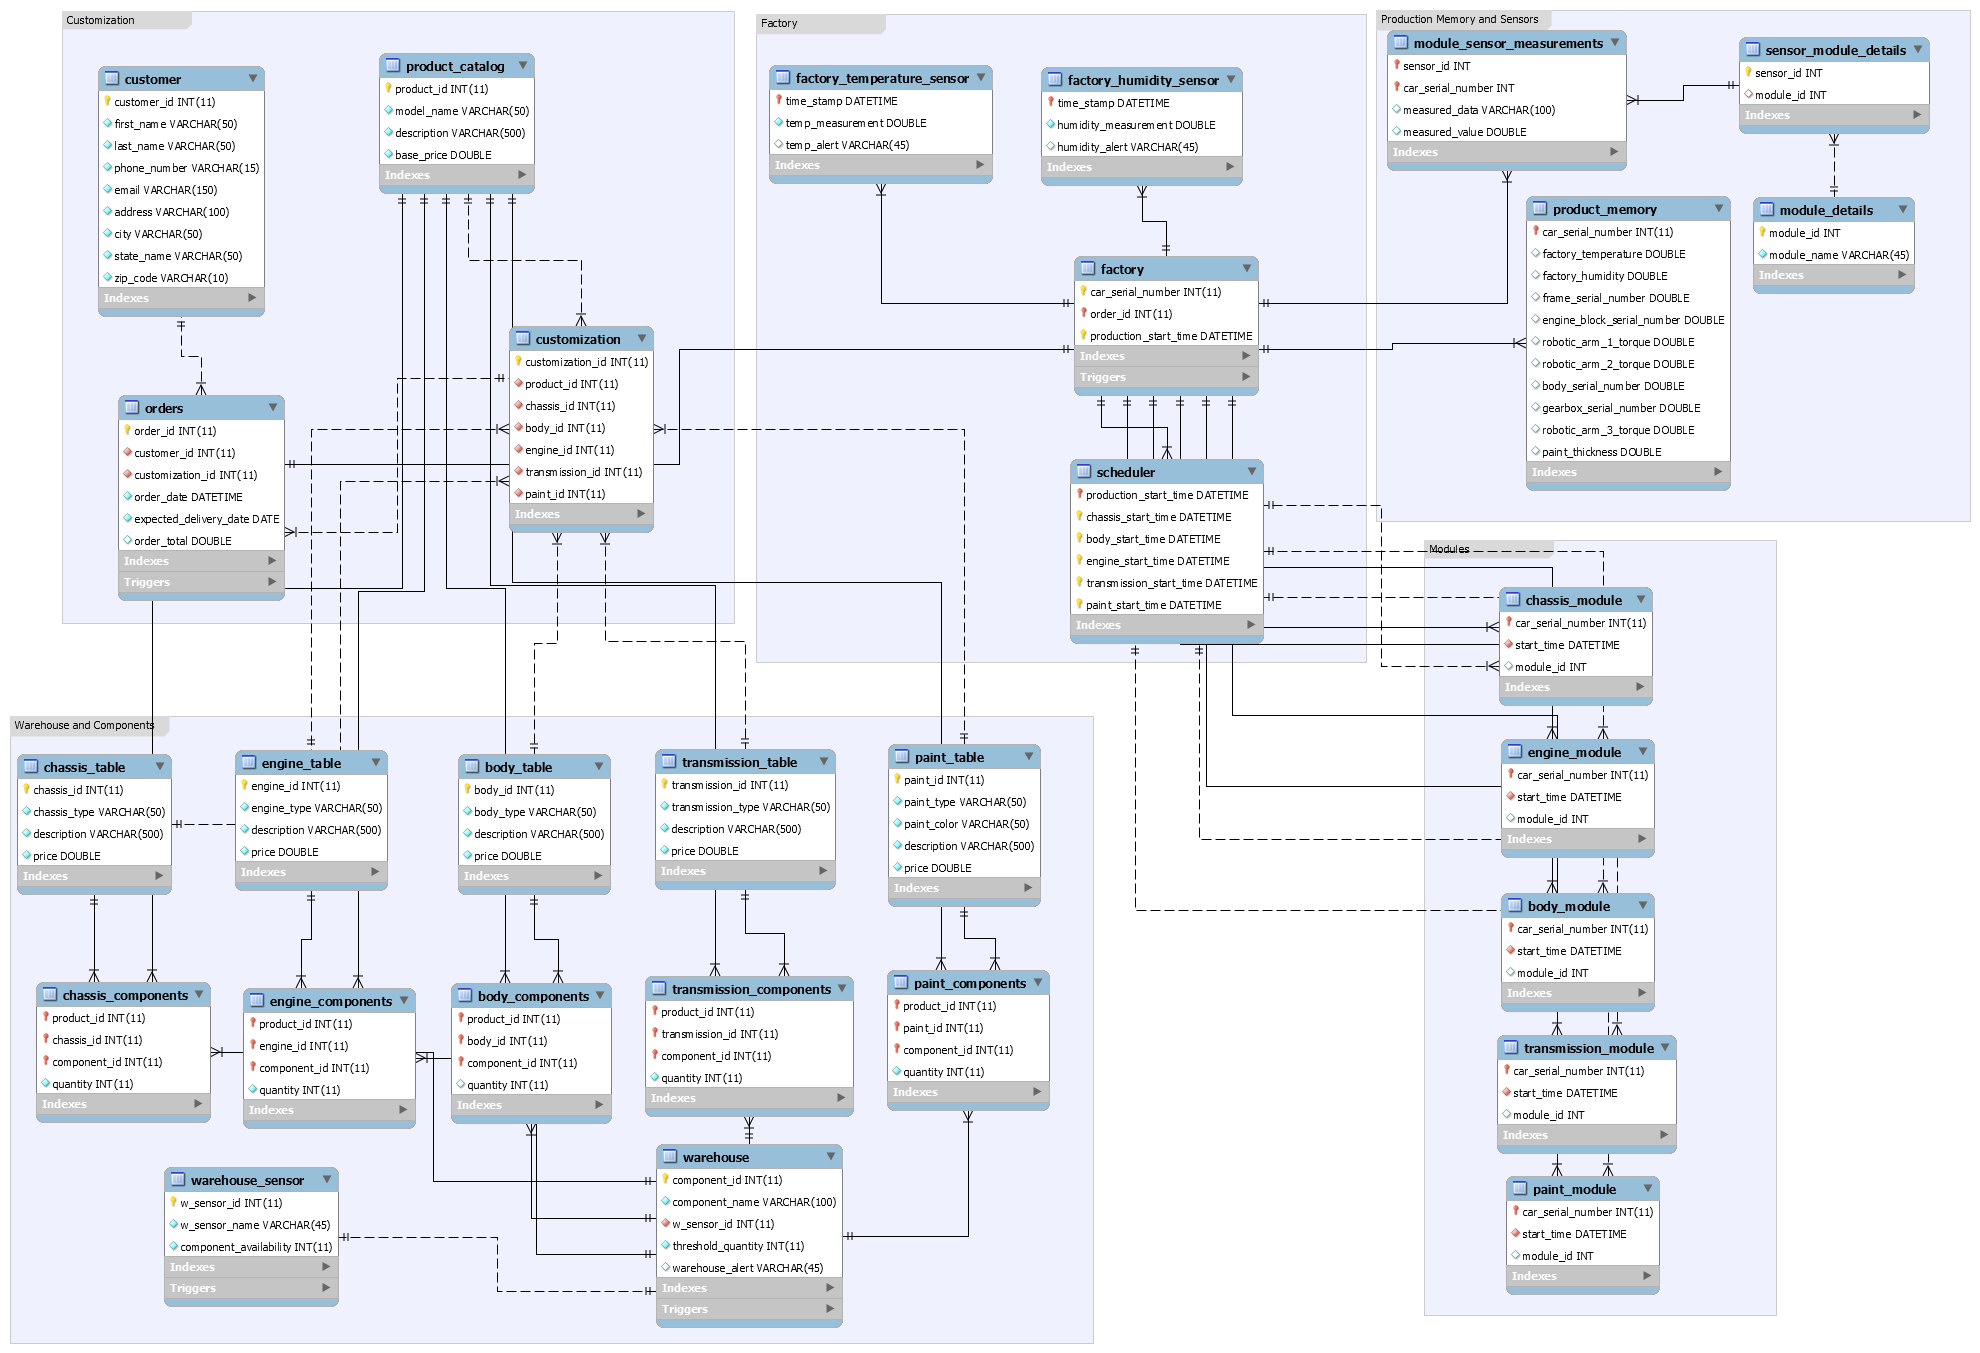 Customization
customer
customer_id INT(11)
first_name VARCHAR(50)
last_name VARCHAR(50)
phone_number VARCHAR(15)
email VARCHAR(150)
address VARCHAR(100)
city VARCHAR(50)
state_name VARCHAR(50)
zip_code VARCHAR(10)
Indexes
product_catalog
product_id INT(11)
model_name VARCHAR(50)
description VARCHAR(500)
base_price DOUBLE
Indexes
customization
customization_id INT(11)
product_id INT(11)
chassis_id INT(11)
body_id INT(11)
engine_id INT(11)
transmission_id INT(11)
paint_id INT(11)
Indexes
orders
order_id INT(11)
customer_id INT(11)
customization_id INT(11)
order_date DATETIME
expected_delivery_date DATE
order_total DOUBLE
Indexes
Triggers
Factory
factory_temperature_sensor
time_stamp DATETIME
temp_measurement DOUBLE
temp_alert VARCHAR(45)
Indexes
factory_humidity_sensor
time_stamp DATETIME
humidity_measurement DOUBLE
humidity_alert VARCHAR(45)
Indexes
factory
car_serial_number INT(11)
order_id INT(11)
production_start_time DATETIME
Indexes
Triggers
scheduler
production_start_time DATETIME
chassis_start_time DATETIME
body_start_time DATETIME
engine_start_time DATETIME
transmission_start_time DATETIME
paint_start_time DATETIME
Indexes
Production Memory and Sensors
module_sensor_measurements
sensor_id INT
car_serial_number INT
measured_data VARCHAR(100)
measured_value DOUBLE
Indexes
sensor_module_details
sensor_id INT
module_id INT
Indexes
product_memory
car_serial_number INT(11)
factory_temperature DOUBLE
factory_humidity DOUBLE
frame_serial_number DOUBLE
engine_block_serial_number DOUBLE
robotic_arm_1_torque DOUBLE
robotic_arm_2_torque DOUBLE
body_serial_number DOUBLE
gearbox_serial_number DOUBLE
robotic_arm_3_torque DOUBLE
paint_thickness DOUBLE
Indexes
module_details
module_id INT
module_name VARCHAR(45)
Indexes
Modules
chassis_module
car_serial_number INT(11)
start_time DATETIME
module_id INT
Indexes
engine_module
car_serial_number INT(11)
start_time DATETIME
module_id INT
Indexes
body_module
car_serial_number INT(11)
start_time DATETIME
module_id INT
Indexes
transmission_module
car_serial_number INT(11)
start_time DATETIME
module_id INT
Indexes
paint_module
car_serial_number INT(11)
start_time DATETIME
module_id INT
Indexes
Warehouse and Components
chassis_table
chassis_id INT(11)
chassis_type VARCHAR(50)
description VARCHAR(500)
price DOUBLE
Indexes
engine_table
engine_id INT(11)
engine_type VARCHAR(50)
description VARCHAR(500)
price DOUBLE
Indexes
body_table
body_id INT(11)
body_type VARCHAR(50)
description VARCHAR(500)
price DOUBLE
Indexes
transmission_table
transmission_id INT(11)
transmission_type VARCHAR(50)
description VARCHAR(500)
price DOUBLE
Indexes
paint_table
paint_id INT(11)
paint_type VARCHAR(50)
paint_color VARCHAR(50)
description VARCHAR(500)
price DOUBLE
Indexes
chassis_components
product_id INT(11)
chassis_id INT(11)
component_id INT(11)
quantity INT(11)
Indexes
engine_components
product_id INT(11)
engine_id INT(11)
component_id INT(11)
quantity INT(11)
Indexes
body_components
product_id INT(11)
body_id INT(11)
component_id INT(11)
quantity INT(11)
Indexes
transmission_components
product_id INT(11)
transmission_id INT(11)
component_id INT(11)
quantity INT(11)
Indexes
paint_components
product_id INT(11)
paint_id INT(11)
component_id INT(11)
quantity INT(11)
Indexes
warehouse_sensor
w_sensor_id INT(11)
w_sensor_name VARCHAR(45)
component_availability INT(11)
Indexes
Triggers
warehouse
component_id INT(11)
component_name VARCHAR(100)
w_sensor_id INT(11)
threshold_quantity INT(11)
warehouse_alert VARCHAR(45)
Indexes
Triggers